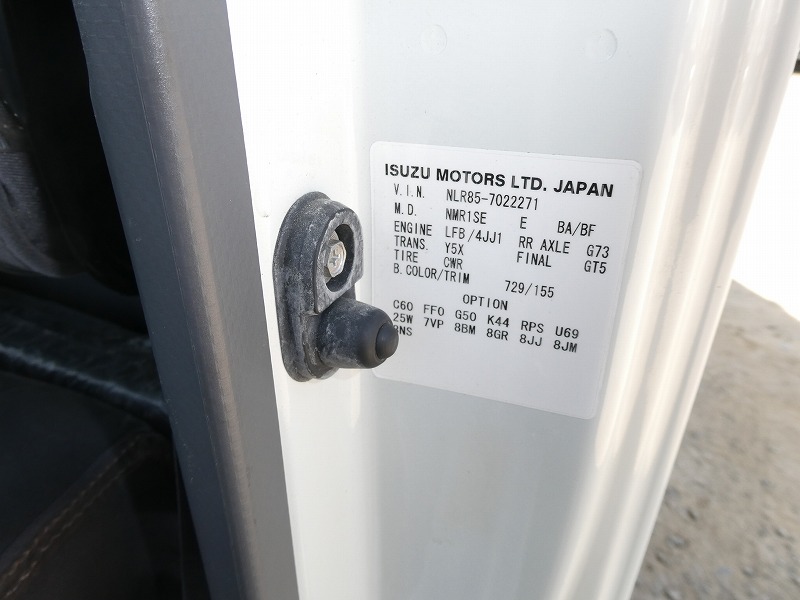 ISUZU MOTORS LTD. JAPAN
V.I.N. NLR85-7022271
M.D. NMR1SE E BA/BF
ENGINE LFB/4JJ1 RR AXLE G73
TRANS. Y5X FINAL GT5
TIRE CWR
B.COLOR/TRIM 729/155
OPTION
C60 FF0 G50 K44 RPS U69
25W 7VP 8BM 8GR 8JJ 8JM